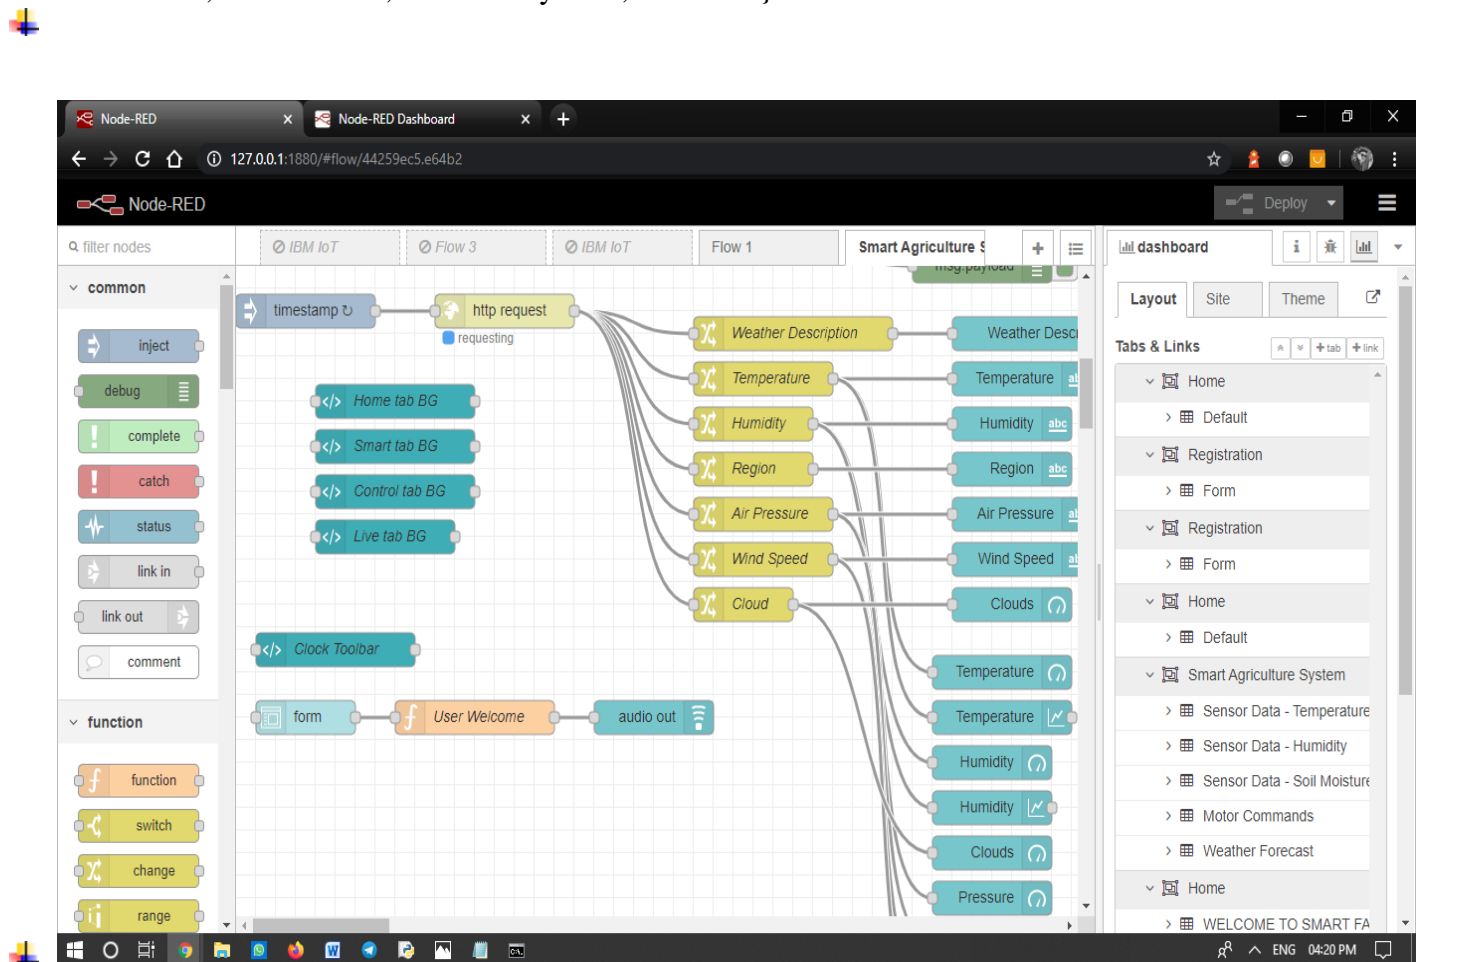 Node-RED
Node-RED Dashboard
127.0.0.1:1880/#flow/44259ec5.e64b2
Node-RED
Deploy
filter nodes
IBM IoT
Flow 3
IBM IoT
Flow 1
Smart Agriculture S
dashboard
common
inject
debug
complete
catch
status
link in
link out
comment
function
function
switch
change
range
msg.payload
timestamp ↻
http request
requesting
Home tab BG
Smart tab BG
Control tab BG
Live tab BG
Clock Toolbar
form
User Welcome
audio out
Weather Description
Temperature
Humidity
Region
Air Pressure
Wind Speed
Cloud
Weather Desc
Temperature
Humidity abc
Region abc
Air Pressure
Wind Speed
Clouds
Temperature
Temperature
Humidity
Humidity
Clouds
Pressure
Layout
Site
Theme
Tabs & Links
+tab
+link
Home
Default
Registration
Form
Registration
Form
Home
Default
Smart Agriculture System
Sensor Data - Temperature
Sensor Data - Humidity
Sensor Data - Soil Moisture
Motor Commands
Weather Forecast
Home
WELCOME TO SMART FA
ENG
04:20 PM